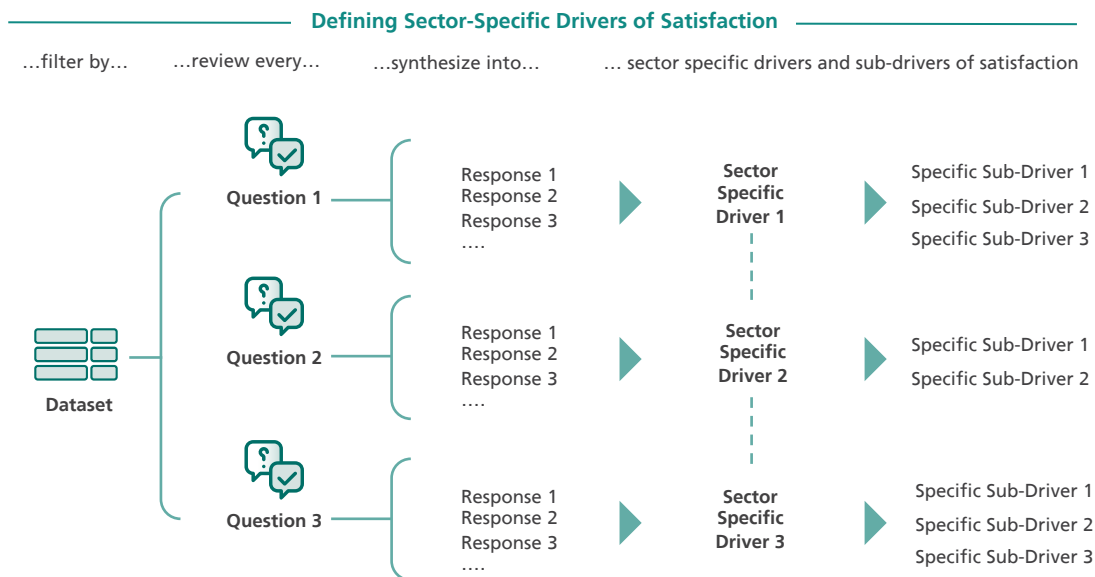 Defining Sector-Specific Drivers of Satisfaction
…filter by…
…review every…
…synthesize into…
… sector specific drivers and sub-drivers of satisfaction
Dataset
Question 1
Response 1
Response 2
Response 3
….
Sector
Specific
Driver 1
Specific Sub-Driver 1
Specific Sub-Driver 2
Specific Sub-Driver 3
Question 2
Response 1
Response 2
Response 3
….
Sector
Specific
Driver 2
Specific Sub-Driver 1
Specific Sub-Driver 2
Question 3
Response 1
Response 2
Response 3
….
Sector
Specific
Driver 3
Specific Sub-Driver 1
Specific Sub-Driver 2
Specific Sub-Driver 3